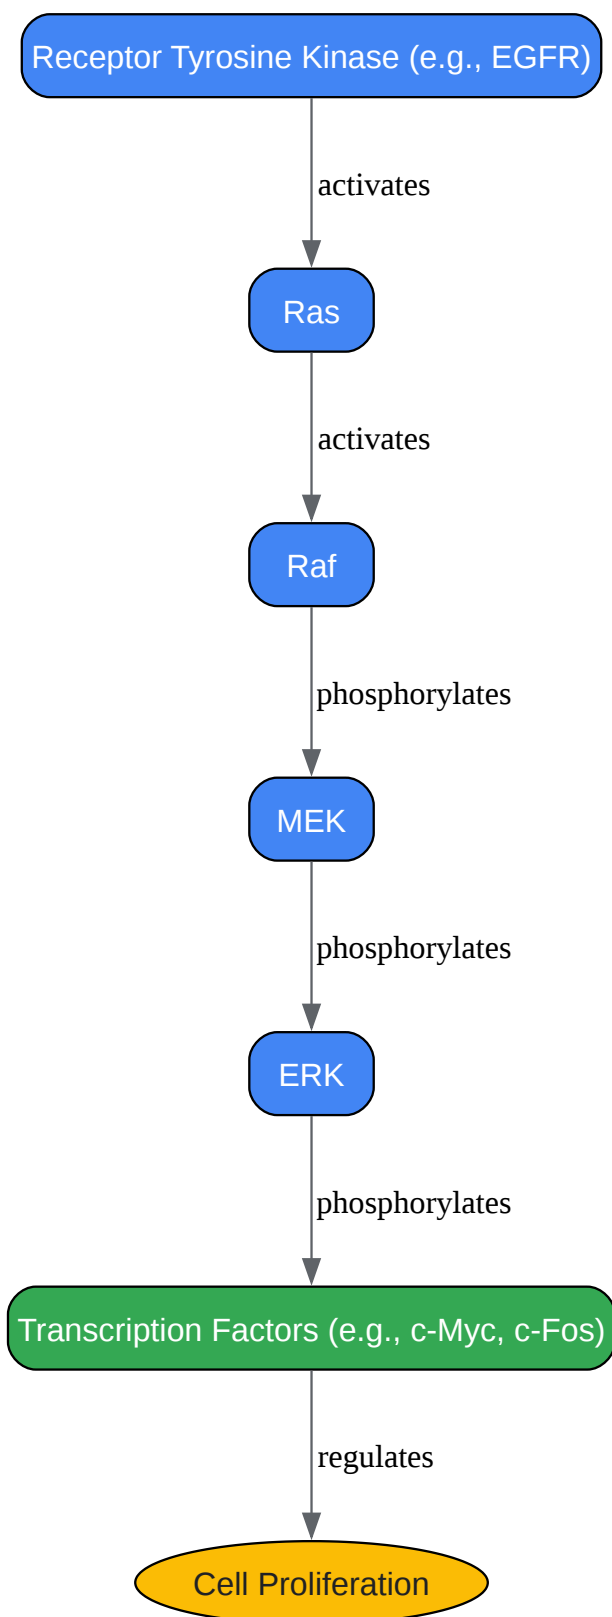 Receptor Tyrosine Kinase (e.g., EGFR)
activates
Ras
activates
Raf
phosphorylates
MEK
phosphorylates
ERK
phosphorylates
Transcription Factors (e.g., c-Myc, c-Fos)
regulates
Cell Proliferation